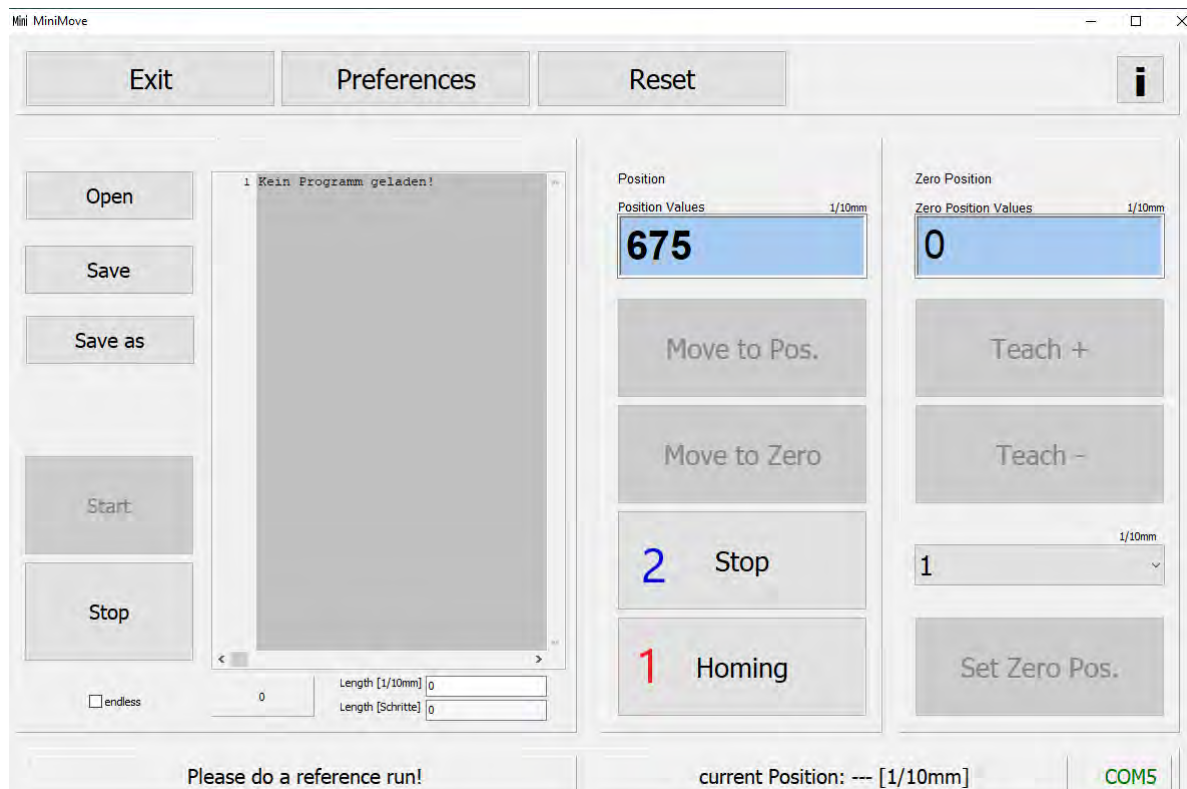 Mini MiniMove
Exit
Preferences
Reset
i
Open
Save
Save as
Start
Stop
endless
1 Kein Programm geladen!
0
Length [1/10mm] 0
Length [Schritte] 0
Position
Position Values 1/10mm
675
Move to Pos.
Move to Zero
2 Stop
1 Homing
Zero Position
Zero Position Values 1/10mm
0
Teach +
Teach -
1/10mm
1
Set Zero Pos.
Please do a reference run!
current Position: --- [1/10mm]
COM5